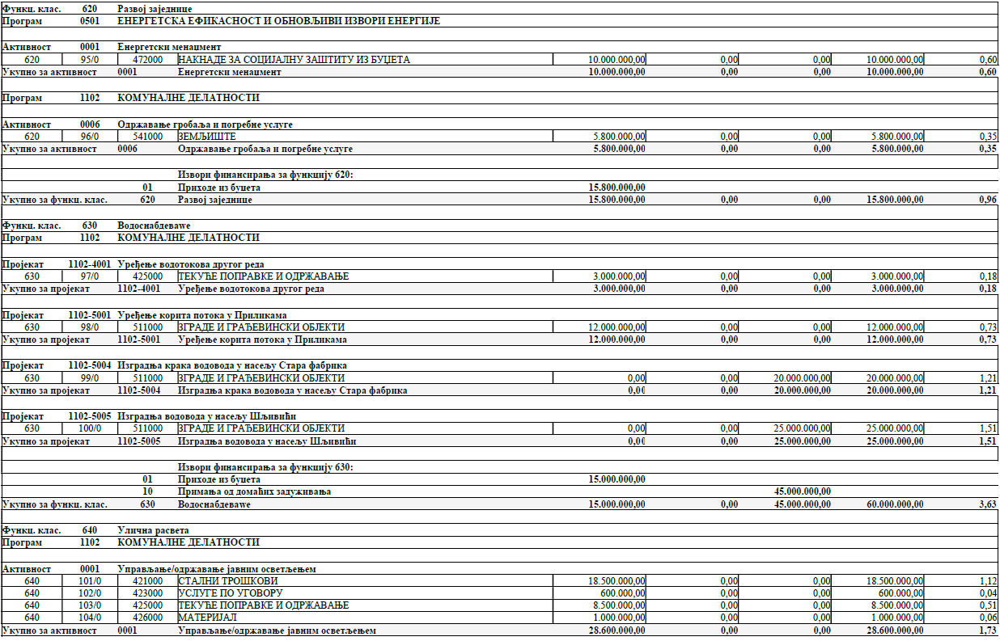 Функц. клас. 620 Развој заједнице
Програм 0501 ЕНЕРГЕТСКА ЕФИКАСНОСТ И ОБНОВЉИВИ ИЗВОРИ ЕНЕРГИЈЕ
Активност 0001 Енергетски менаџмент
620 95/0 472000 НАКНАДЕ ЗА СОЦИЈАЛНУ ЗАШТИТУ ИЗ БУЏЕТА 10.000.000,00 0,00 0,00 10.000.000,00 0,60
Укупно за активност 0001 Енергетски менаџмент 10.000.000,00 0,00 0,00 10.000.000,00 0,60
Програм 1102 КОМУНАЛНЕ ДЕЛАТНОСТИ
Активност 0006 Одржавање гробаља и погребне услуге
620 96/0 541000 ЗЕМЉИШТЕ 5.800.000,00 0,00 0,00 5.800.000,00 0,35
Укупно за активност 0006 Одржавање гробаља и погребне услуге 5.800.000,00 0,00 0,00 5.800.000,00 0,35
Извори финансирања за функцију 620:
01 Приходе из буџета 15.800.000,00
Укупно за функц. клас. 620 Развој заједнице 15.800.000,00 0,00 0,00 15.800.000,00 0,96
Функц. клас. 630 Водоснабдеваwе
Програм 1102 КОМУНАЛНЕ ДЕЛАТНОСТИ
Пројекат 1102-4001 Уређење водотокова другог реда
630 97/0 425000 ТЕКУЋЕ ПОПРАВКЕ И ОДРЖАВАЊЕ 3.000.000,00 0,00 0,00 3.000.000,00 0,18
Укупно за пројекат 1102-4001 Уређење водотокова другог реда 3.000.000,00 0,00 0,00 3.000.000,00 0,18
Пројекат 1102-5001 Уређење корита потока у Приликама
630 98/0 511000 ЗГРАДЕ И ГРАЂЕВИНСКИ ОБЈЕКТИ 12.000.000,00 0,00 0,00 12.000.000,00 0,73
Укупно за пројекат 1102-5001 Уређење корита потока у Приликама 12.000.000,00 0,00 0,00 12.000.000,00 0,73
Пројекат 1102-5004 Изградња крака водовода у насељу Стара фабрика
630 99/0 511000 ЗГРАДЕ И ГРАЂЕВИНСКИ ОБЈЕКТИ 0,00 0,00 20.000.000,00 20.000.000,00 1,21
Укупно за пројекат 1102-5004 Изградња крака водовода у насељу Стара фабрика 0,00 0,00 20.000.000,00 20.000.000,00 1,21
Пројекат 1102-5005 Изградња водовода у насељу Шљивићи
630 100/0 511000 ЗГРАДЕ И ГРАЂЕВИНСКИ ОБЈЕКТИ 0,00 0,00 25.000.000,00 25.000.000,00 1,51
Укупно за пројекат 1102-5005 Изградња водовода у насељу Шљивићи 0,00 0,00 25.000.000,00 25.000.000,00 1,51
Извори финансирања за функцију 630:
01 Приходе из буџета 15.000.000,00
10 Примања од домаћих задуживања 45.000.000,00
Укупно за функц. клас. 630 Водоснабдеваwе 15.000.000,00 0,00 45.000.000,00 60.000.000,00 3,63
Функц. клас. 640 Улична расвета
Програм 1102 КОМУНАЛНЕ ДЕЛАТНОСТИ
Активност 0001 Управљање/одржавање јавним осветљењем
640 101/0 421000 СТАЛНИ ТРОШКОВИ 18.500.000,00 0,00 0,00 18.500.000,00 1,12
640 102/0 423000 УСЛУГЕ ПО УГОВОРУ 600.000,00 0,00 0,00 600.000,00 0,04
640 103/0 425000 ТЕКУЋЕ ПОПРАВКЕ И ОДРЖАВАЊЕ 8.500.000,00 0,00 0,00 8.500.000,00 0,51
640 104/0 426000 МАТЕРИЈАЛ 1.000.000,00 0,00 0,00 1.000.000,00 0,06
Укупно за активност 0001 Управљање/одржавање јавним осветљењем 28.600.000,00 0,00 0,00 28.600.000,00 1,73